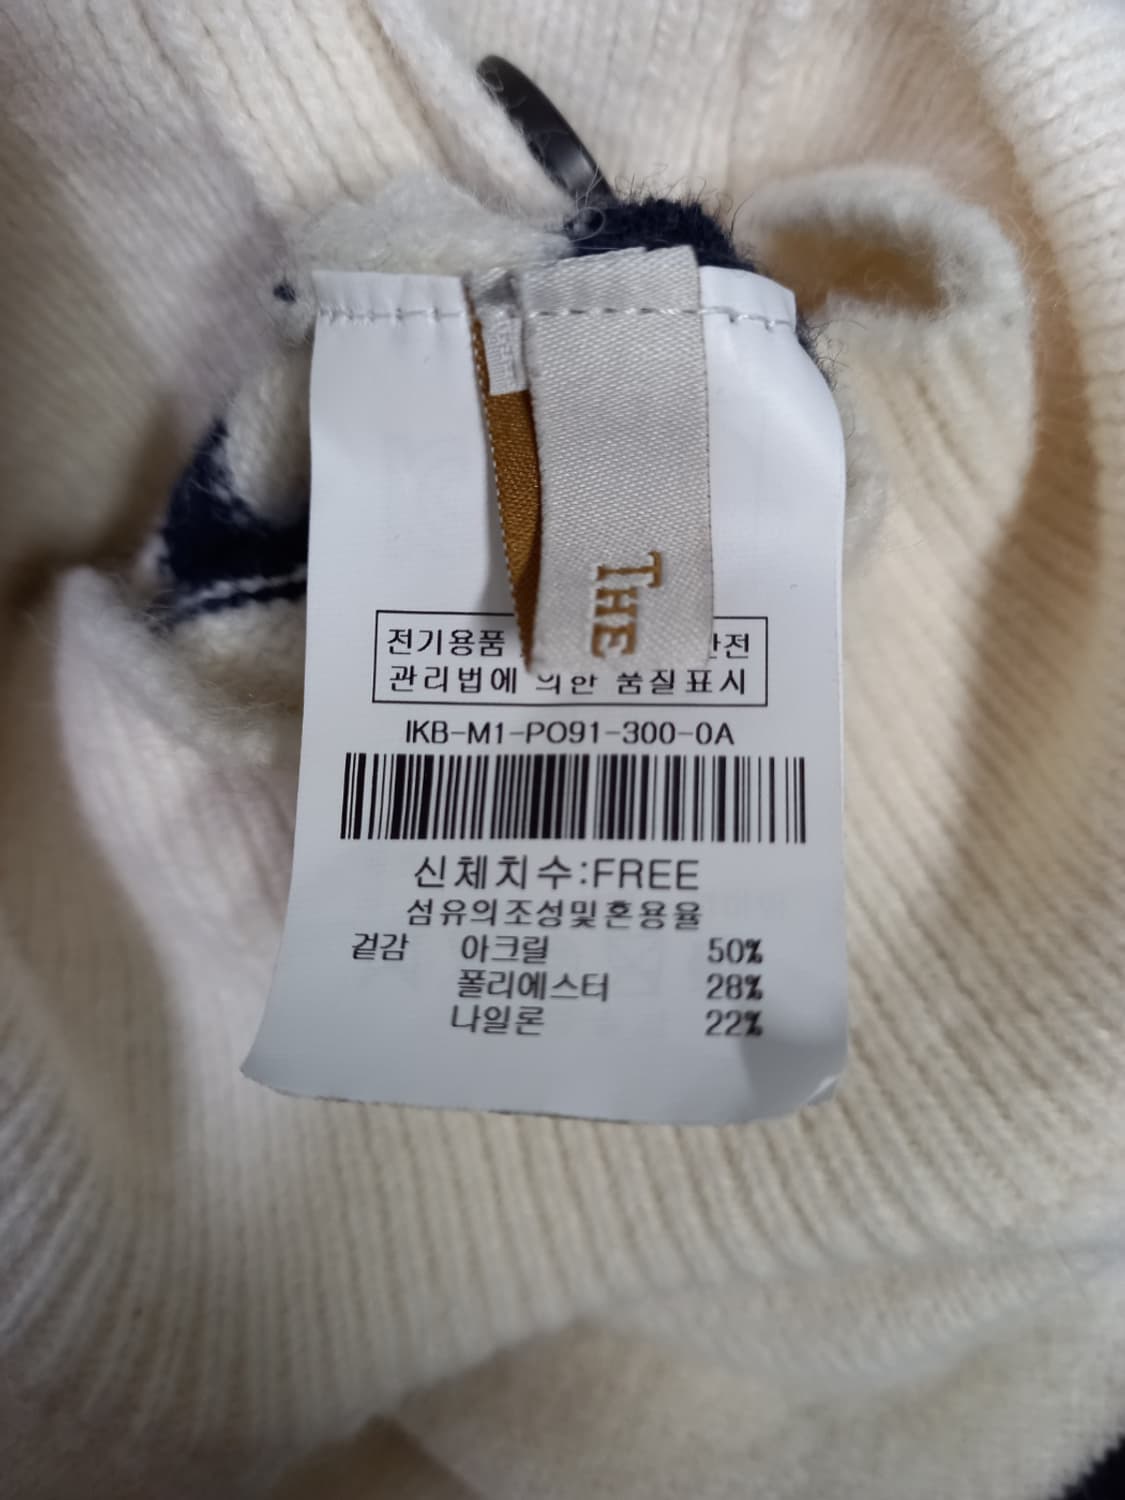 THE
전기용품 안전
관리법에 의한 품질표시
IKB-M1-PO91-300-0A
신체치수:FREE
섬유의조성및혼용율
겉감 아크릴 50%
폴리에스터 28%
나일론 22%